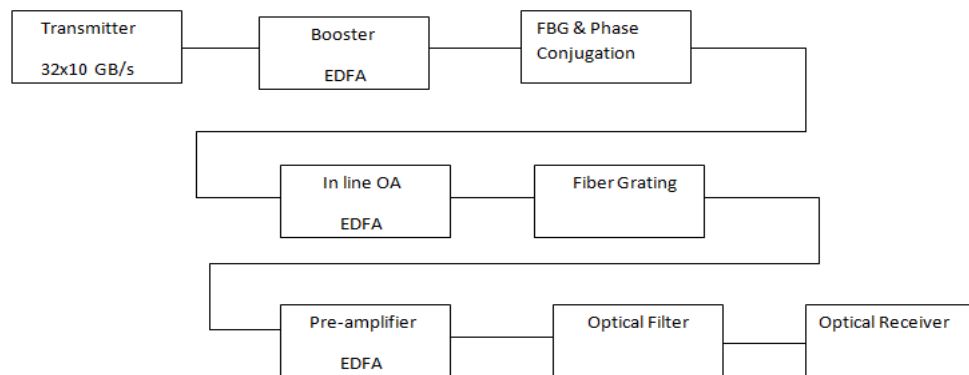 Transmitter
32x10 GB/s
Booster
EDFA
FBG & Phase
Conjugation
In line OA
EDFA
Fiber Grating
Pre-amplifier
EDFA
Optical Filter
Optical Receiver